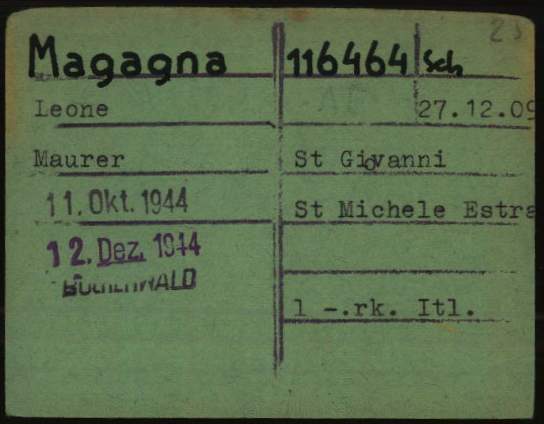 23
Magagna 116464 Sch
Leone 27.12.09
Maurer St Giovanni
11. Okt. 1944
St Michele Estra
12. Dez. 1944
BUCHENWALD
l -.rk. Itl.